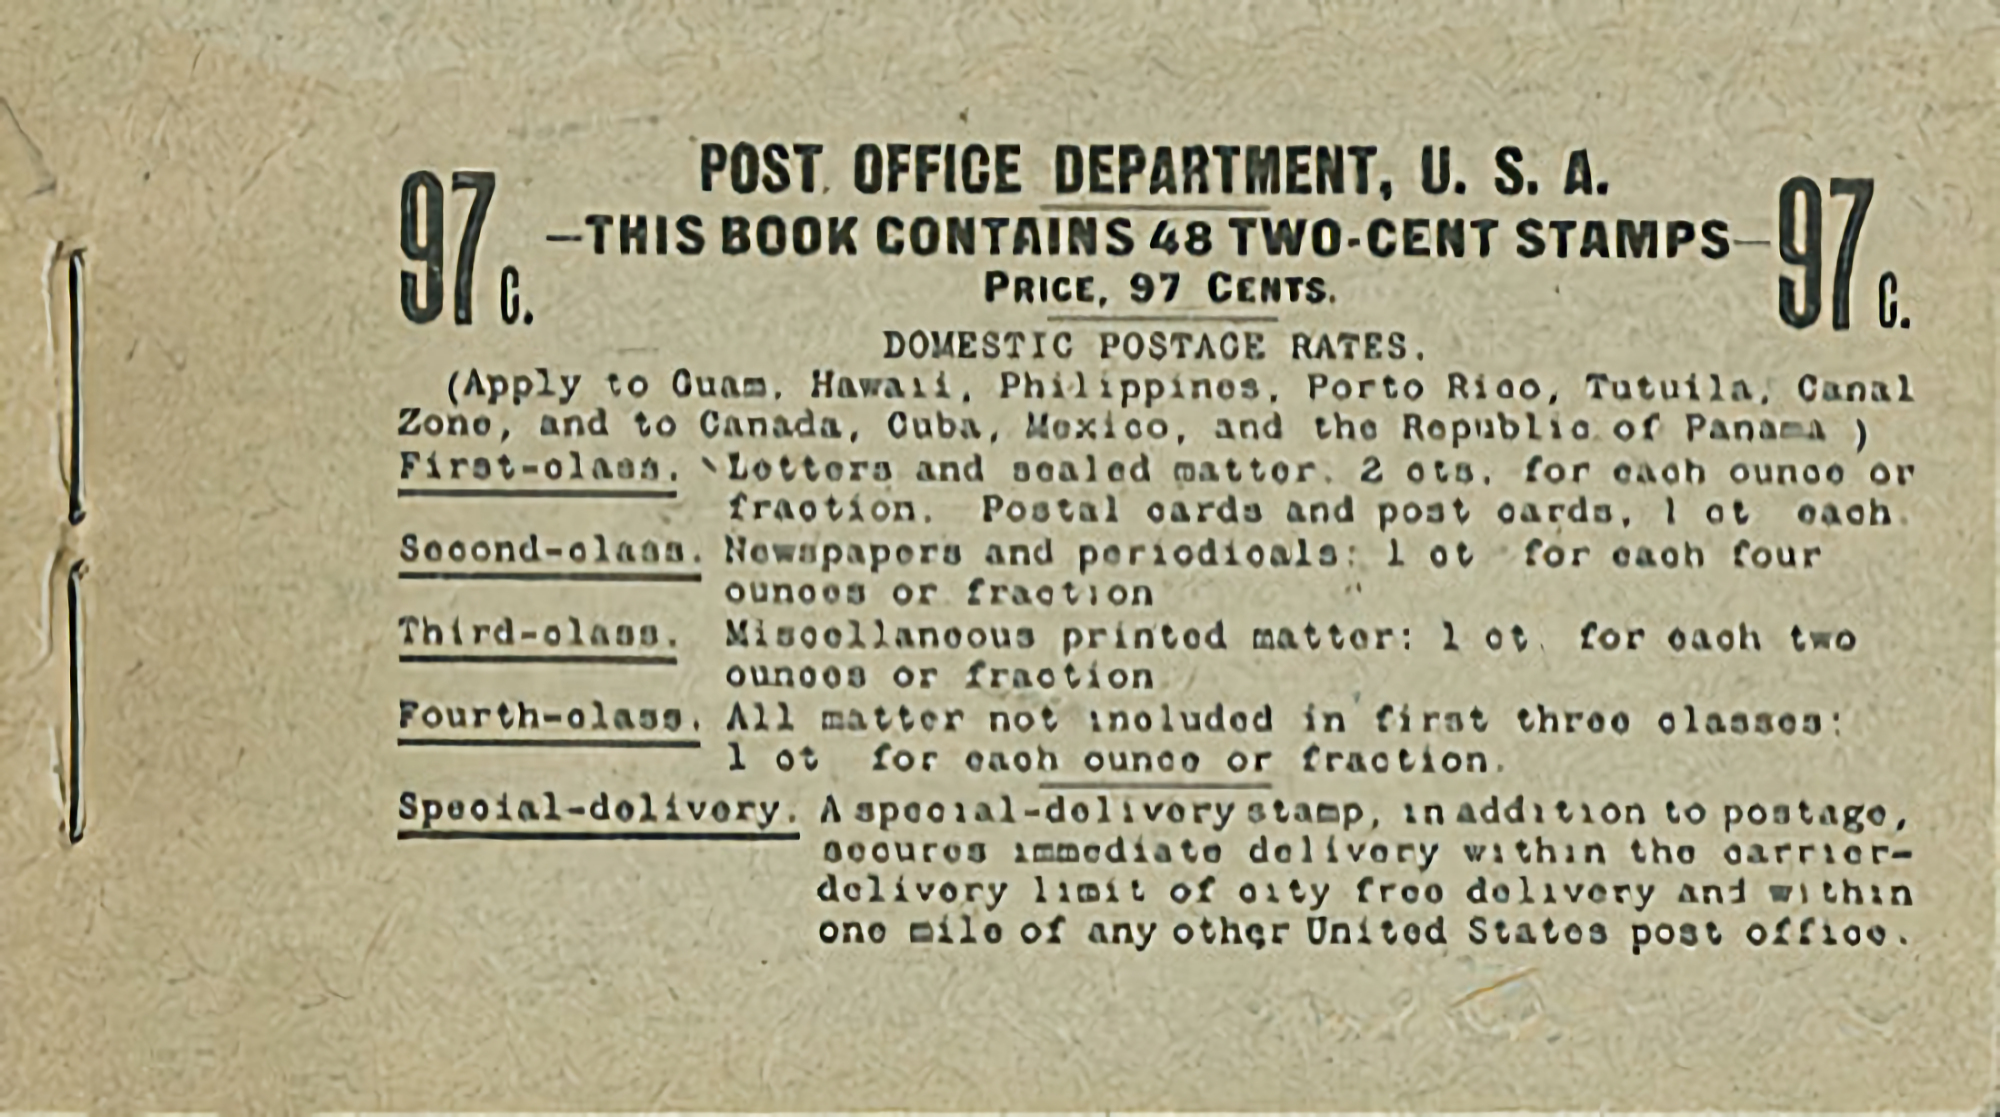 POST OFFICE DEPARTMENT, U. S. A.
97 c. —THIS BOOK CONTAINS 48 TWO-CENT STAMPS— 97 c.
PRICE, 97 CENTS.
DOMESTIC POSTAGE RATES.
(Apply to Guam, Hawaii, Philippines, Porto Rico, Tutuila, Canal
Zone, and to Canada, Cuba, Mexico, and the Republic of Panama )
First-class. Letters and sealed matter. 2 cts. for each ounce or
fraction. Postal cards and post cards, 1 ct each.
Second-class. Newspapers and periodicals: 1 ct for each four
ounces or fraction
Third-class. Miscellaneous printed matter: 1 ct. for each two
ounces or fraction
Fourth-class. All matter not included in first three classes:
1 ct for each ounce or fraction.
Special-delivery. A special-delivery stamp, in addition to postage,
secures immediate delivery within the carrier-
delivery limit of city free delivery and within
one mile of any other United States post office.